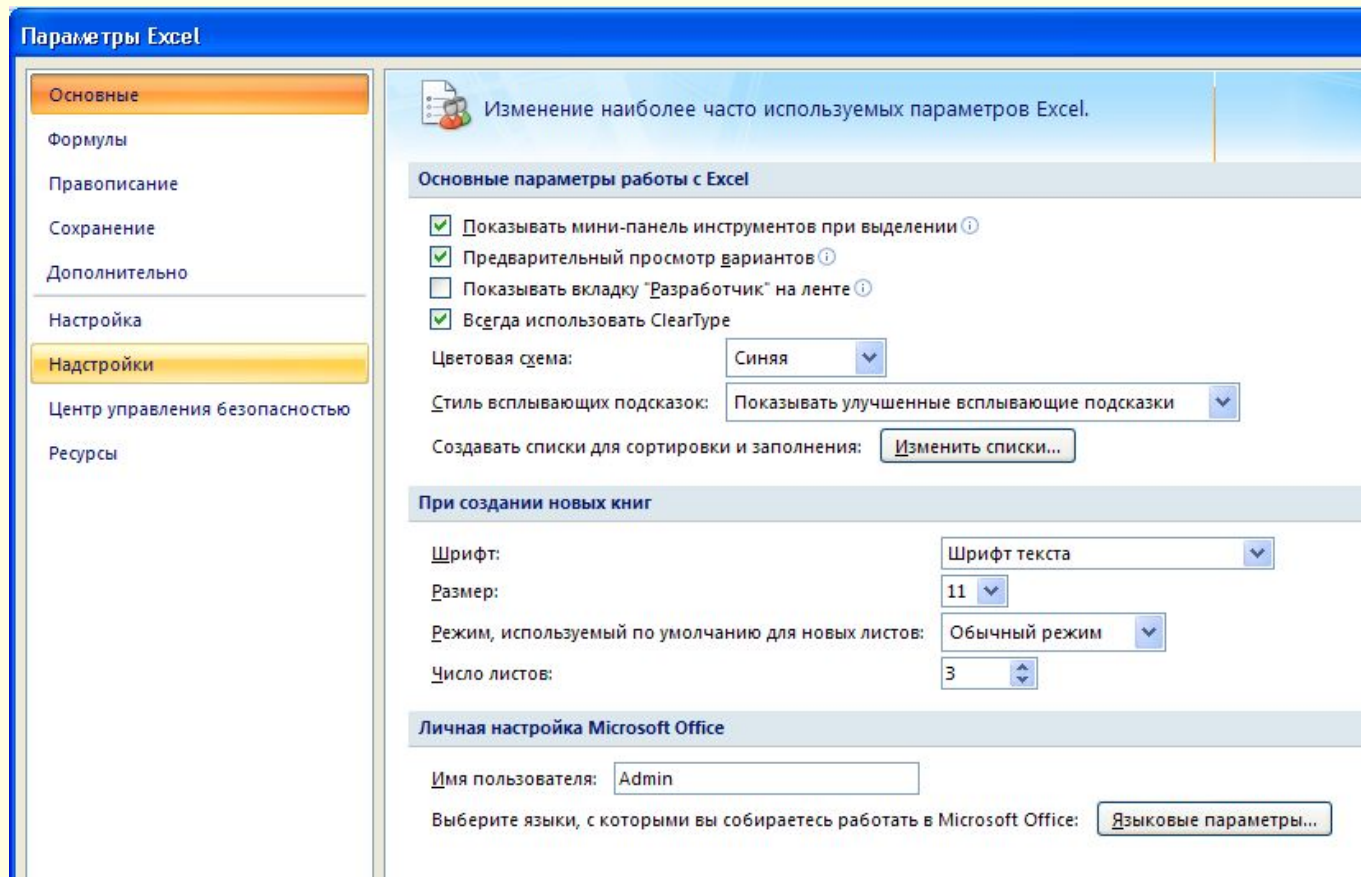 Параметры Excel
Основные
Формулы
Правописание
Сохранение
Дополнительно
Настройка
Надстройки
Центр управления безопасностью
Ресурсы
Изменение наиболее часто используемых параметров Excel.
Основные параметры работы с Excel
Показывать мини-панель инструментов при выделении
Предварительный просмотр вариантов
Показывать вкладку "Разработчик" на ленте
Всегда использовать ClearType
Цветовая схема: Синяя
Стиль всплывающих подсказок: Показывать улучшенные всплывающие подсказки
Создавать списки для сортировки и заполнения: Изменить списки...
При создании новых книг
Шрифт: Шрифт текста
Размер: 11
Режим, используемый по умолчанию для новых листов: Обычный режим
Число листов: 3
Личная настройка Microsoft Office
Имя пользователя: Admin
Выберите языки, с которыми вы собираетесь работать в Microsoft Office: Языковые параметры...